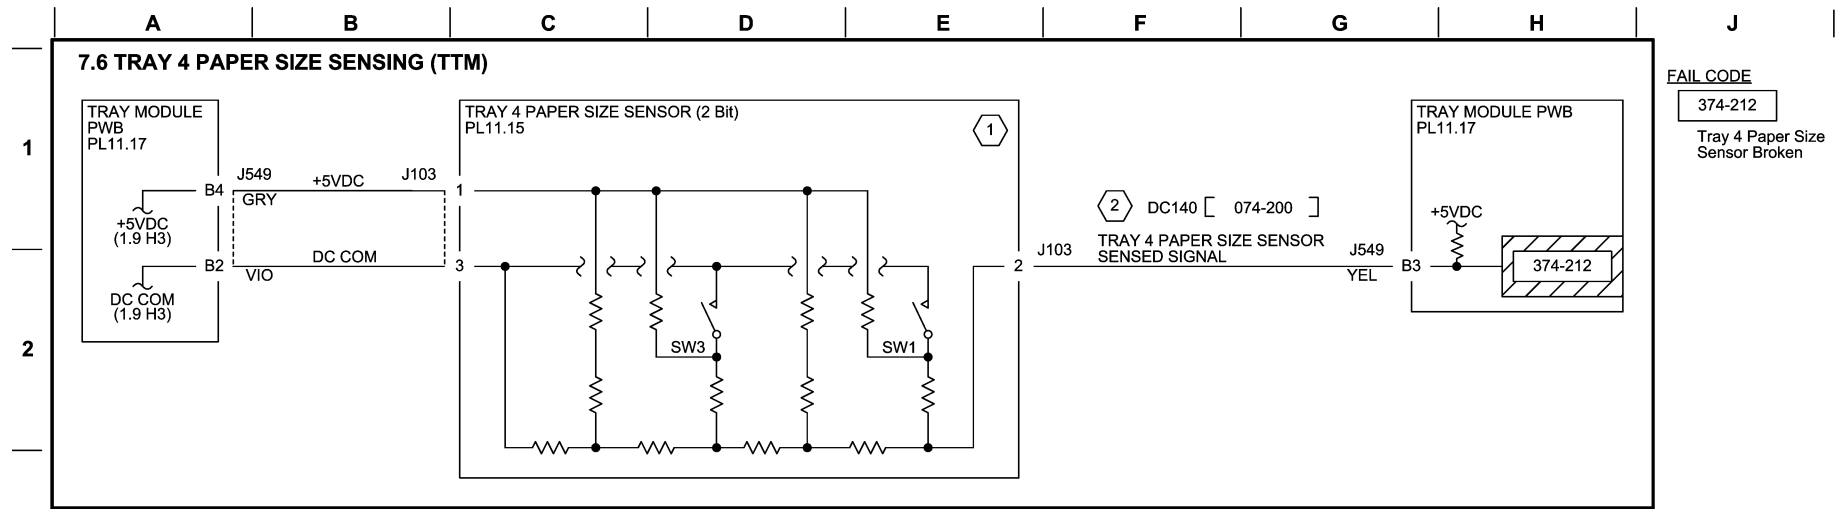 A B C D E F G H J
7.6 TRAY 4 PAPER SIZE SENSING (TTM)
1
2
TRAY MODULE
PWB
PL11.17
B4
+5VDC
(1.9 H3)
B2
DC COM
(1.9 H3)
J549
+5VDC
J103
GRY
DC COM
VIO
TRAY 4 PAPER SIZE SENSOR (2 Bit)
PL11.15
1
1
3
2
SW3
SW1
2
DC140 [ 074-200 ]
J103
TRAY 4 PAPER SIZE SENSOR
SENSED SIGNAL
J549
YEL
TRAY MODULE PWB
PL11.17
+5VDC
B3
374-212
FAIL CODE
374-212
Tray 4 Paper Size
Sensor Broken